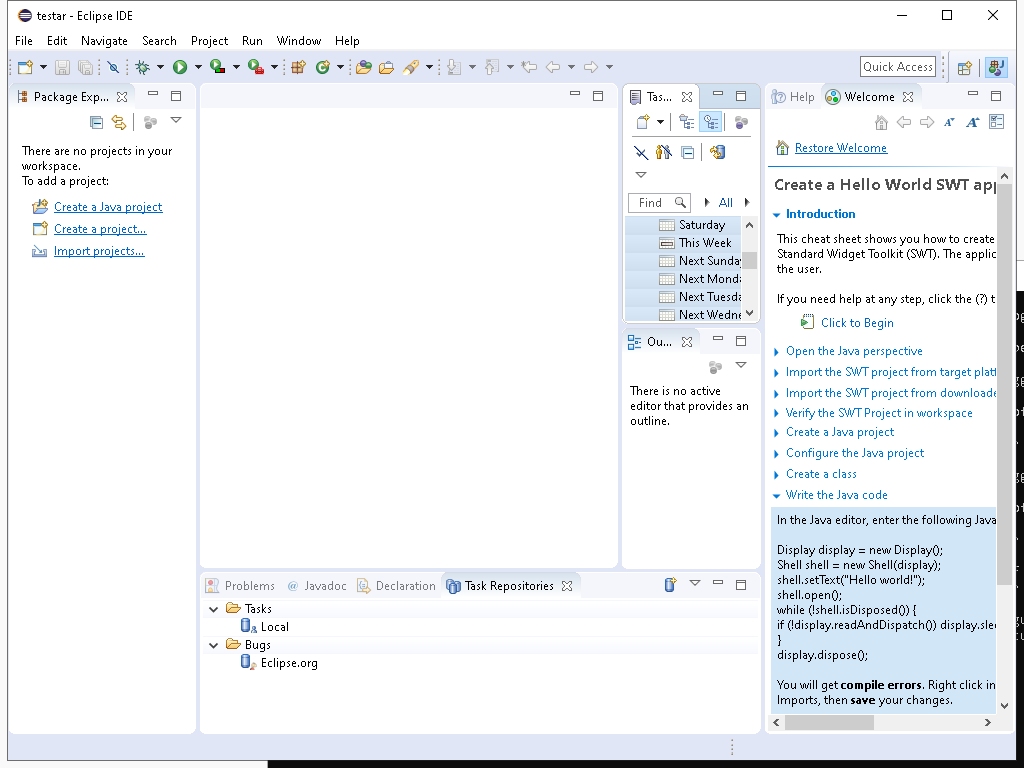 testar - Eclipse IDE
File Edit Navigate Search Project Run Window Help
Quick Access
Package Exp...
There are no projects in your
workspace.
To add a project:
Create a Java project
Create a project...
Import projects...
Tas...
Find
All
Saturday
This Week
Next Sunday
Next Monda
Next Tuesda
Next Wedne
Ou...
There is no active
editor that provides an
outline.
Help Welcome
Restore Welcome
Create a Hello World SWT app
Introduction
This cheat sheet shows you how to create
Standard Widget Toolkit (SWT). The applic
the user.
If you need help at any step, click the (?) t
Click to Begin
Open the Java perspective
Import the SWT project from target platf
Import the SWT project from downloade
Verify the SWT Project in workspace
Create a Java project
Configure the Java project
Create a class
Write the Java code
In the Java editor, enter the following Java
Display display = new Display();
Shell shell = new Shell(display);
shell.setText("Hello world!");
shell.open();
while (!shell.isDisposed()) {
if (!display.readAndDispatch()) display.slee
}
display.dispose();
You will get compile errors. Right click in
Imports, then save your changes.
Problems @ Javadoc Declaration Task Repositories
Tasks
Local
Bugs
Eclipse.org